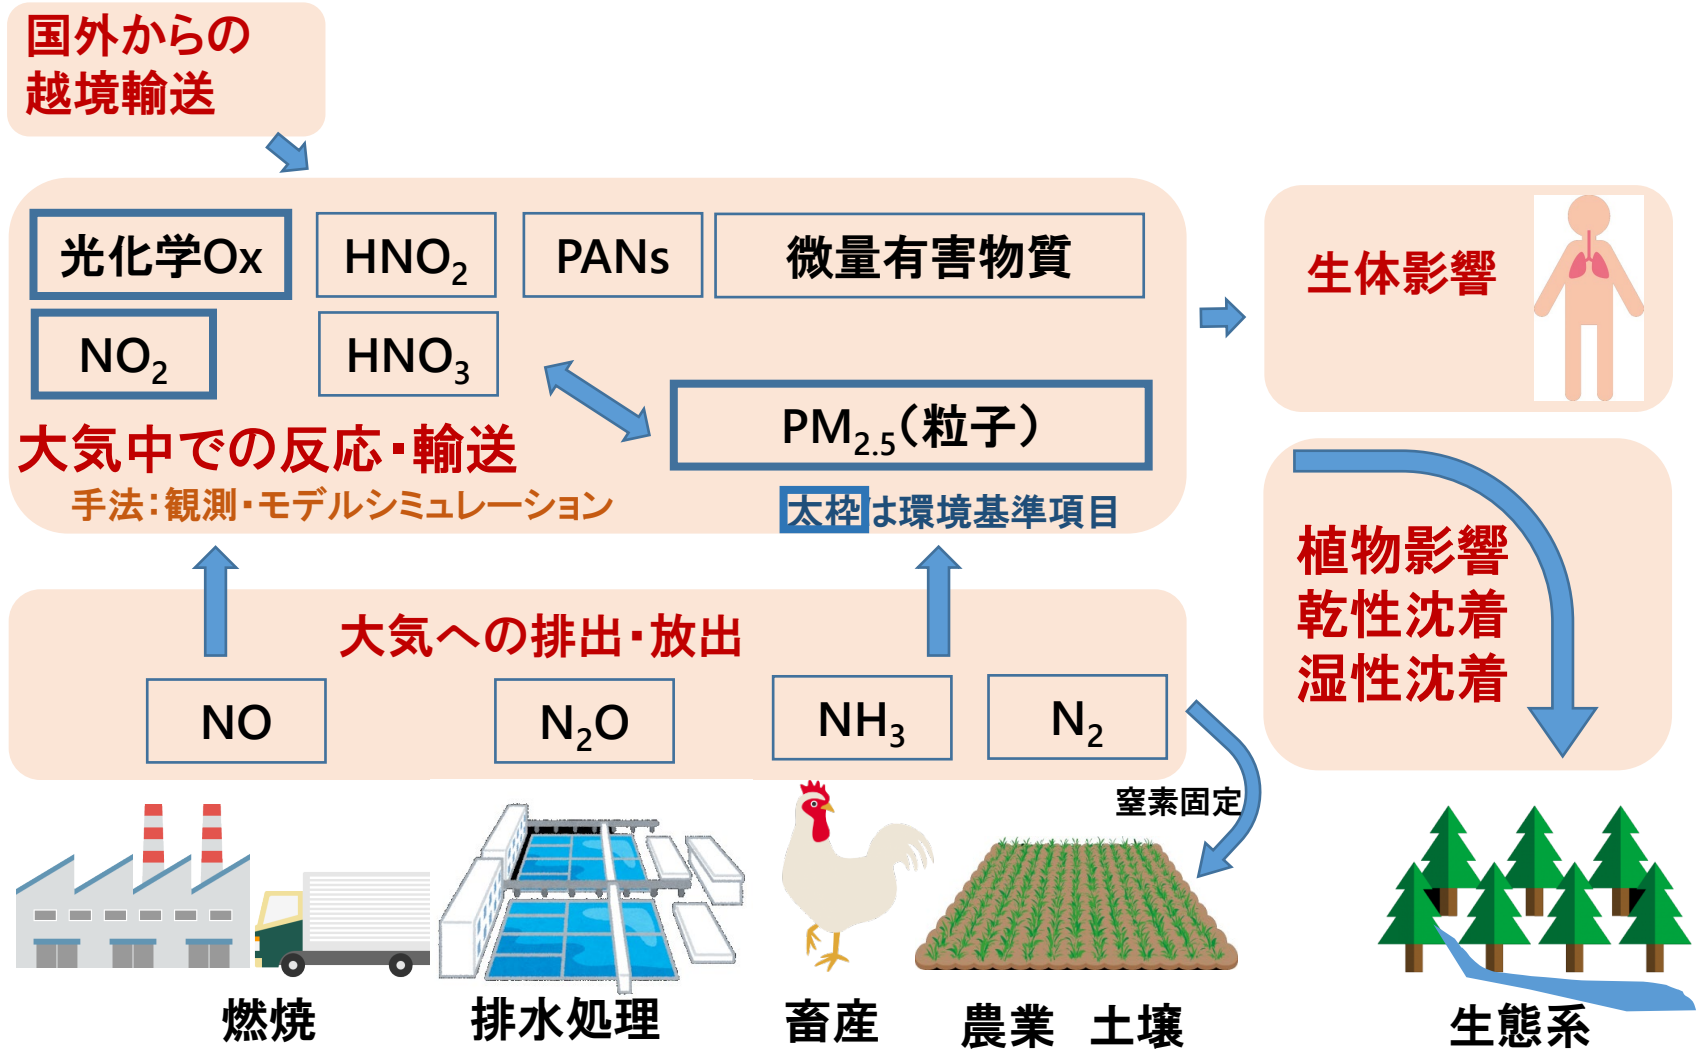 国外からの
越境輸送
光化学Ox
HNO₂
PANs
微量有害物質
NO₂
HNO₃
PM₂.₅（粒子）
大気中での反応・輸送
手法：観測・モデルシミュレーション
太枠は環境基準項目
生体影響
植物影響
乾性沈着
湿性沈着
大気への排出・放出
NO
N₂O
NH₃
N₂
窒素固定
燃焼
排水処理
畜産
農業　土壌
生態系